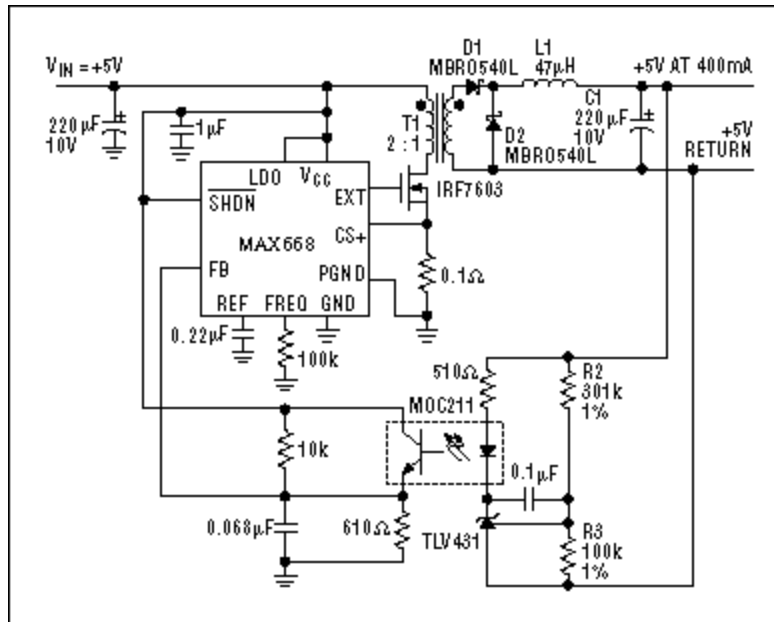 V_IN = +5V
D1
MBRO540L
L1
47µH
+5V AT 400mA
220µF
10V
1µF
T1
2 : 1
D2
MBRO540L
C1
220µF
10V
+5V
RETURN
LDO V_CC
SHDN
EXT
IRF7603
MAX668
CS+
FB
PGND
0.1Ω
REF FREQ GND
0.22µF
100k
510Ω
R2
301k
1%
MOC211
10k
0.1µF
0.068µF
610Ω
TLV431
R3
100k
1%